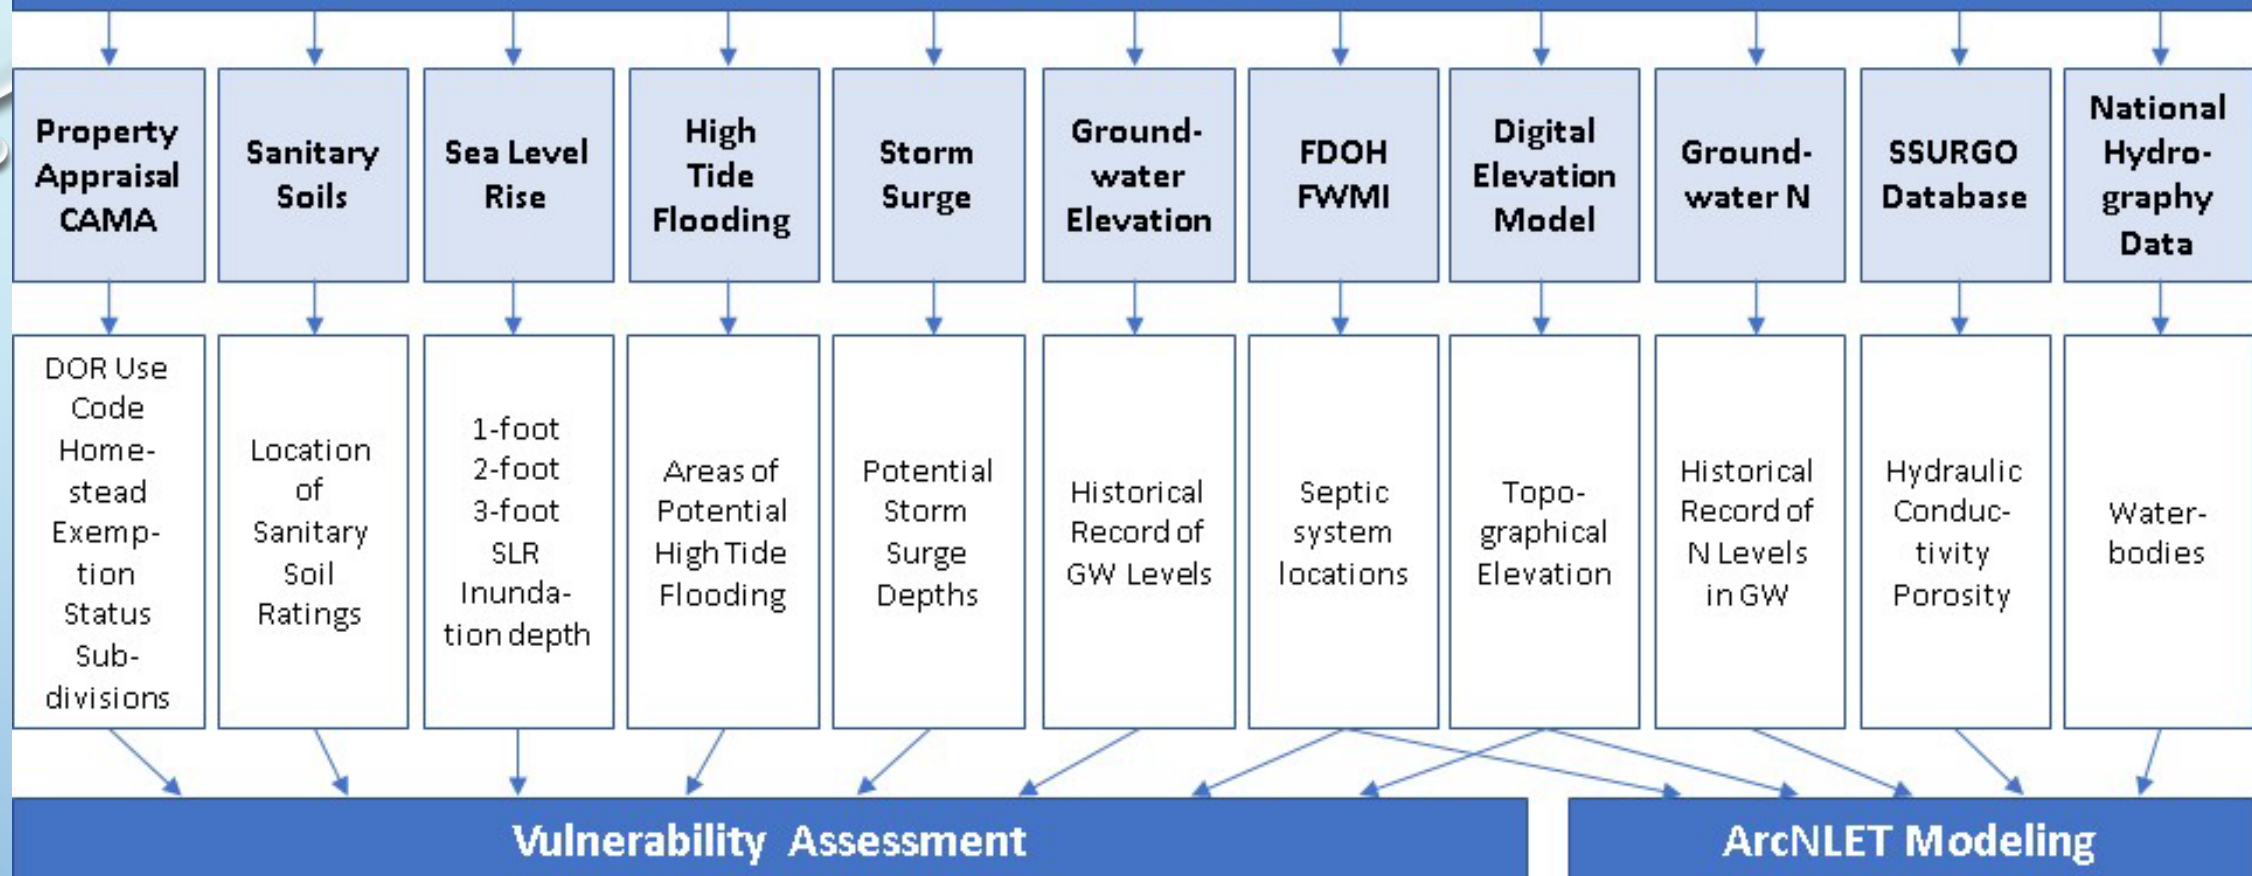 Property
Appraisal
CAMA
Sanitary
Soils
Sea Level
Rise
High
Tide
Flooding
Storm
Surge
Ground-
water
Elevation
FDOH
FWMI
Digital
Elevation
Model
Ground-
water N
SSURGO
Database
National
Hydro-
graphy
Data
DOR Use
Code
Home-
stead
Exemp-
tion
Status
Sub-
divisions
Location
of
Sanitary
Soil
Ratings
1-foot
2-foot
3-foot
SLR
Inunda-
tion depth
Areas of
Potential
High Tide
Flooding
Potential
Storm
Surge
Depths
Historical
Record of
GW Levels
Septic
system
locations
Topo-
graphical
Elevation
Historical
Record of
N Levels
in GW
Hydraulic
Conduc-
tivity
Porosity
Water-
bodies
Vulnerability Assessment
ArcNLET Modeling